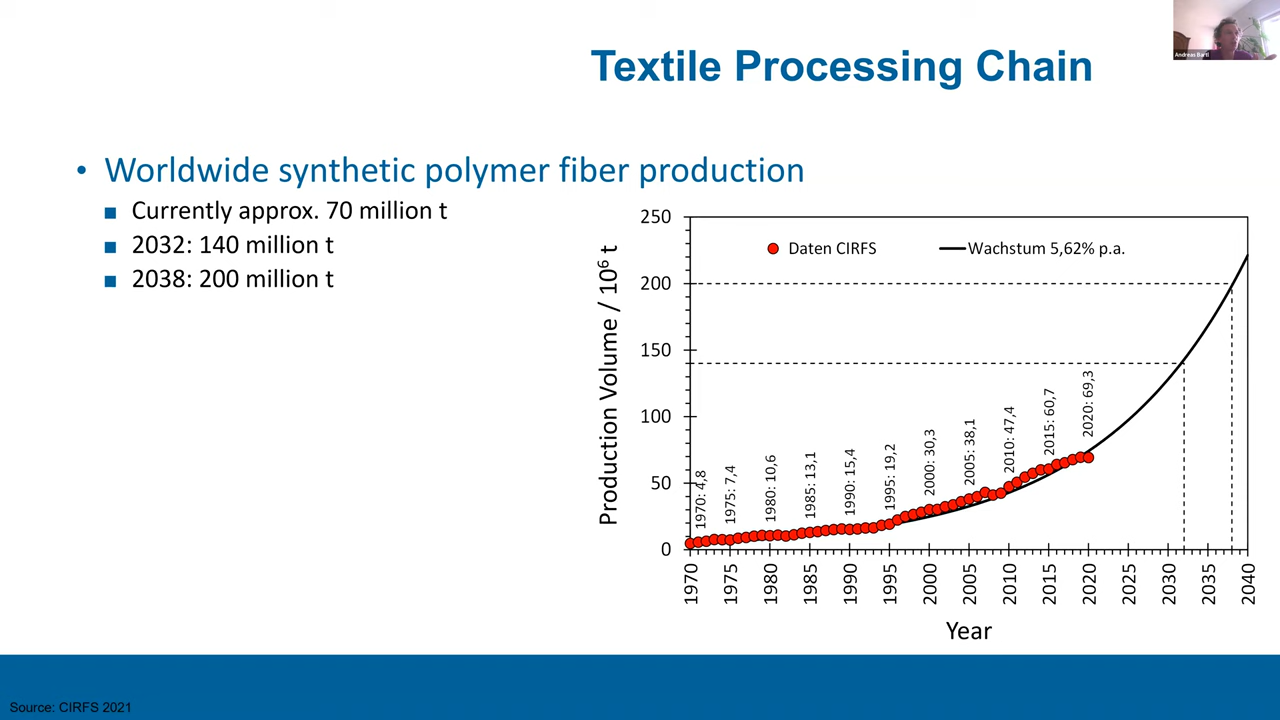 Textile Processing Chain
Andreas Bartl
• Worldwide synthetic polymer fiber production
■ Currently approx. 70 million t
■ 2032: 140 million t
■ 2038: 200 million t
Production Volume / 10⁶ t
250
200
150
100
50
0
Daten CIRFS
Wachstum 5,62% p.a.
1970: 4,8
1975: 7,4
1980: 10,6
1985: 13,1
1990: 15,4
1995: 19,2
2000: 30,3
2005: 38,1
2010: 47,4
2015: 60,7
2020: 69,3
1970
1975
1980
1985
1990
1995
2000
2005
2010
2015
2020
2025
2030
2035
2040
Year
Source: CIRFS 2021